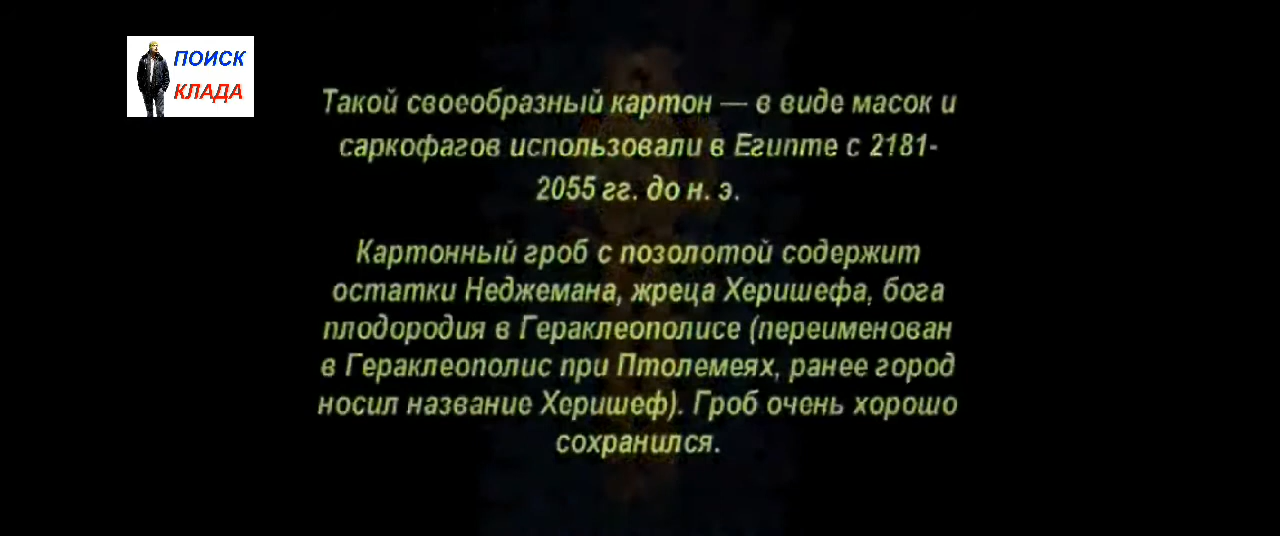 ПОИСК
КЛАДА
Такой своеобразный картон — в виде масок и
саркофагов использовали в Египте с 2181-
2055 гг. до н. э.
Картонный гроб с позолотой содержит
остатки Неджемана, жреца Херишефа, бога
плодородия в Гераклеополисе (переименован
в Гераклеополис при Птолемеях, ранее город
носил название Херишеф). Гроб очень хорошо
сохранился.